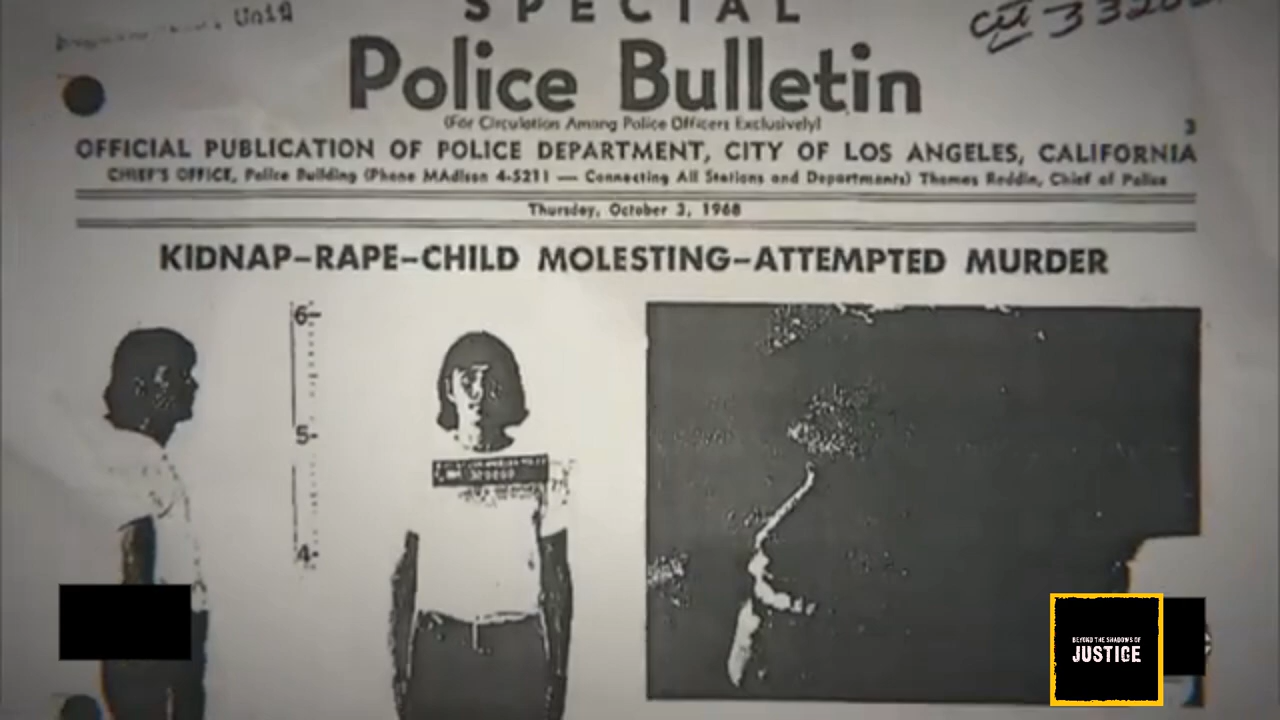 SPECIAL
Unit
Police Bulletin
(For Circulation Among Police Officers Exclusively)
3
OFFICIAL PUBLICATION OF POLICE DEPARTMENT, CITY OF LOS ANGELES, CALIFORNIA
CHIEF'S OFFICE, Police Building (Phone MAdison 4-5211 — Connecting All Stations and Departments) Thomas Reddin, Chief of Police
Thursday, October 3, 1968
KIDNAP–RAPE–CHILD MOLESTING–ATTEMPTED MURDER
6-
5-
4-
BEYOND THE SHADOWS OF
JUSTICE